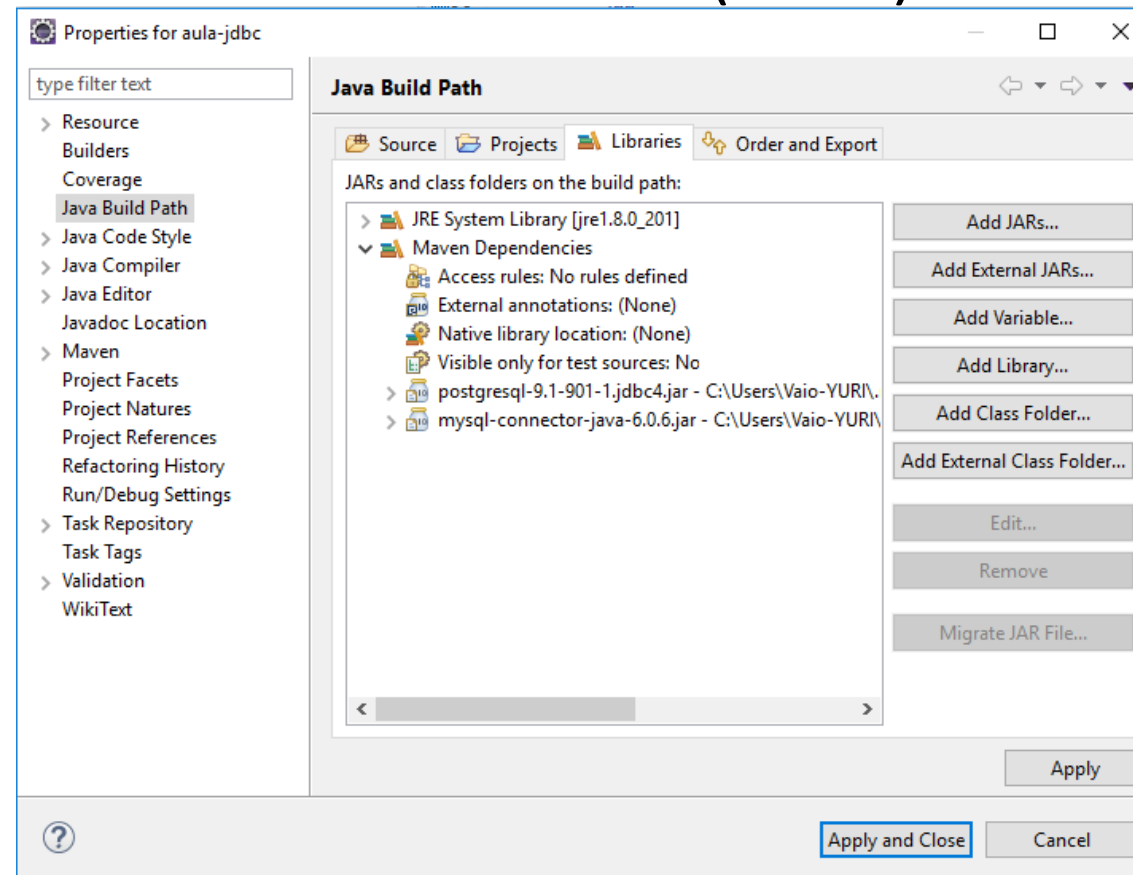 Properties for aula-jdbc
type filter text
Resource
Builders
Coverage
Java Build Path
Java Code Style
Java Compiler
Java Editor
Javadoc Location
Maven
Project Facets
Project Natures
Project References
Refactoring History
Run/Debug Settings
Task Repository
Task Tags
Validation
WikiText
Java Build Path
Source Projects Libraries Order and Export
JARs and class folders on the build path:
JRE System Library [jre1.8.0_201]
Maven Dependencies
Access rules: No rules defined
External annotations: (None)
Native library location: (None)
Visible only for test sources: No
postgresql-9.1-901-1.jdbc4.jar - C:\Users\Vaio-YURI\.
mysql-connector-java-6.0.6.jar - C:\Users\Vaio-YURI\
Add JARs...
Add External JARs...
Add Variable...
Add Library...
Add Class Folder...
Add External Class Folder...
Edit...
Remove
Migrate JAR File...
Apply
Apply and Close Cancel